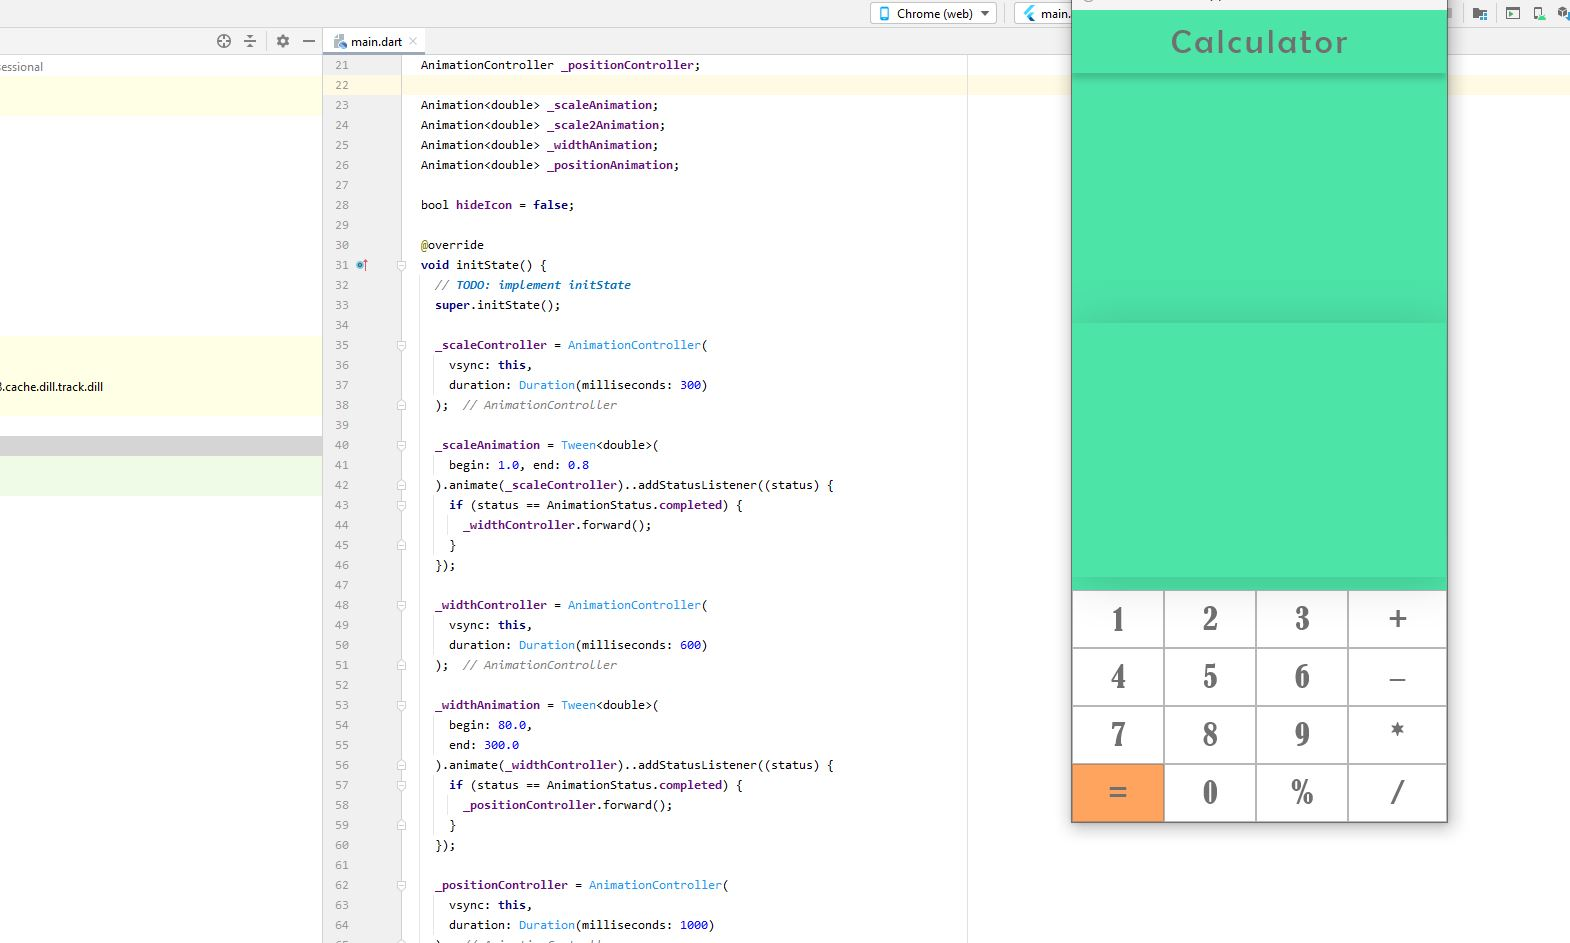 Chrome (web)
main.
essional
main.dart
21 AnimationController _positionController;
22
23 Animation<double> _scaleAnimation;
24 Animation<double> _scale2Animation;
25 Animation<double> _widthAnimation;
26 Animation<double> _positionAnimation;
27
28 bool hideIcon = false;
29
30 @override
31 void initState() {
32 // TODO: implement initState
33 super.initState();
34
35 _scaleController = AnimationController(
36 vsync: this,
37 duration: Duration(milliseconds: 300)
38 ); // AnimationController
39
40 _scaleAnimation = Tween<double>(
41 begin: 1.0, end: 0.8
42 ).animate(_scaleController)..addStatusListener((status) {
43 if (status == AnimationStatus.completed) {
44 _widthController.forward();
45 }
46 });
47
48 _widthController = AnimationController(
49 vsync: this,
50 duration: Duration(milliseconds: 600)
51 ); // AnimationController
52
53 _widthAnimation = Tween<double>(
54 begin: 80.0,
55 end: 300.0
56 ).animate(_widthController)..addStatusListener((status) {
57 if (status == AnimationStatus.completed) {
58 _positionController.forward();
59 }
60 });
61
62 _positionController = AnimationController(
63 vsync: this,
64 duration: Duration(milliseconds: 1000)
.cache.dill.track.dill
Calculator
1 2 3 +
4 5 6 –
7 8 9 *
= 0 % /